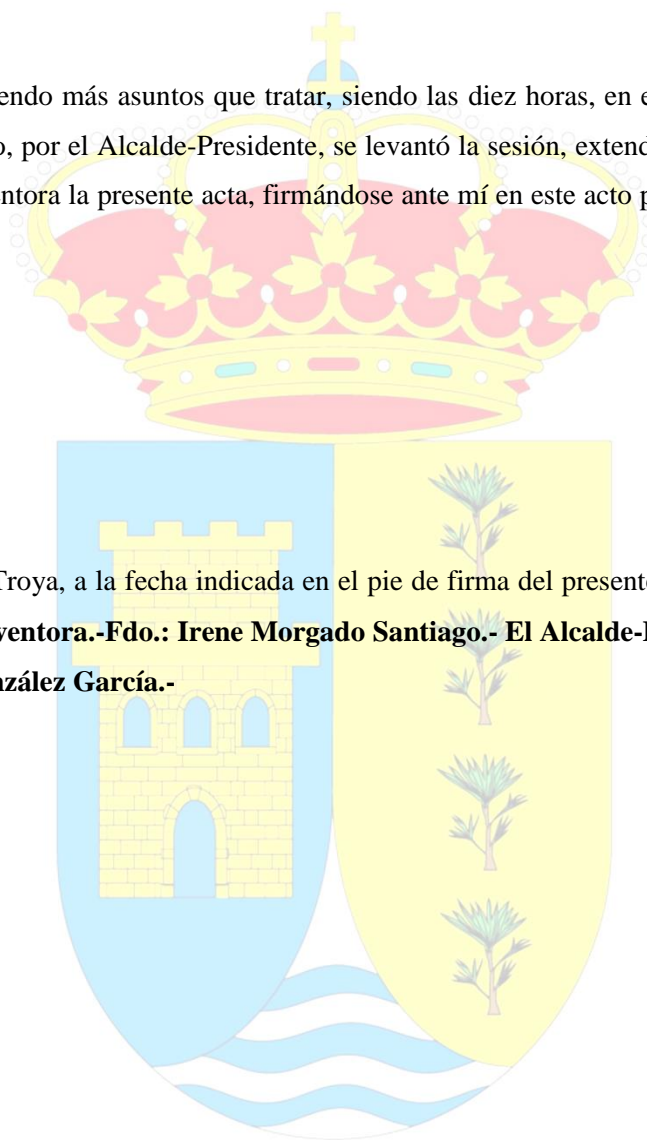 endo más asuntos que tratar, siendo las diez horas, en e
o, por el Alcalde-Presidente, se levantó la sesión, extend
entora la presente acta, firmándose ante mí en este acto p
Troya, a la fecha indicada en el pie de firma del present
ventora.-Fdo.: Irene Morgado Santiago.- El Alcalde-
nzález García.-